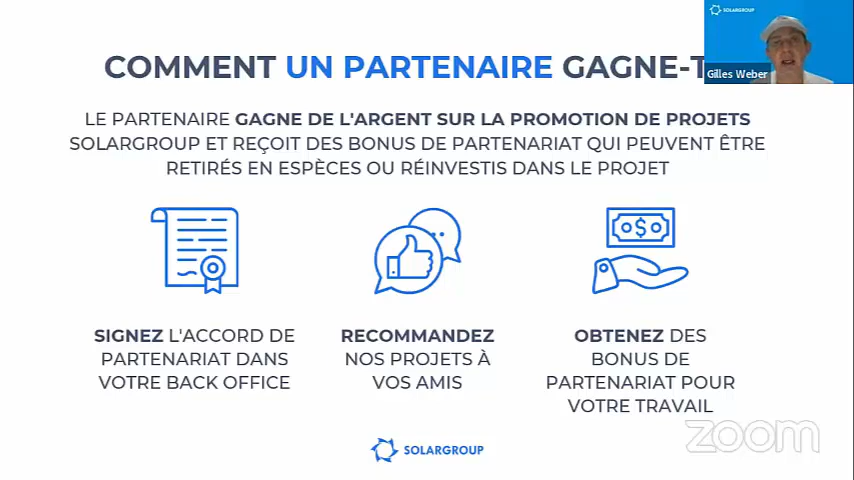 SOLARGROUP
Gilles Weber
COMMENT UN PARTENAIRE GAGNE-T
LE PARTENAIRE GAGNE DE L'ARGENT SUR LA PROMOTION DE PROJETS
SOLARGROUP ET REÇOIT DES BONUS DE PARTENARIAT QUI PEUVENT ÊTRE
RETIRÉS EN ESPÈCES OU RÉINVESTIS DANS LE PROJET
SIGNEZ L'ACCORD DE
PARTENARIAT DANS
VOTRE BACK OFFICE
RECOMMANDEZ
NOS PROJETS À
VOS AMIS
OBTENEZ DES
BONUS DE
PARTENARIAT POUR
VOTRE TRAVAIL
SOLARGROUP
zoom